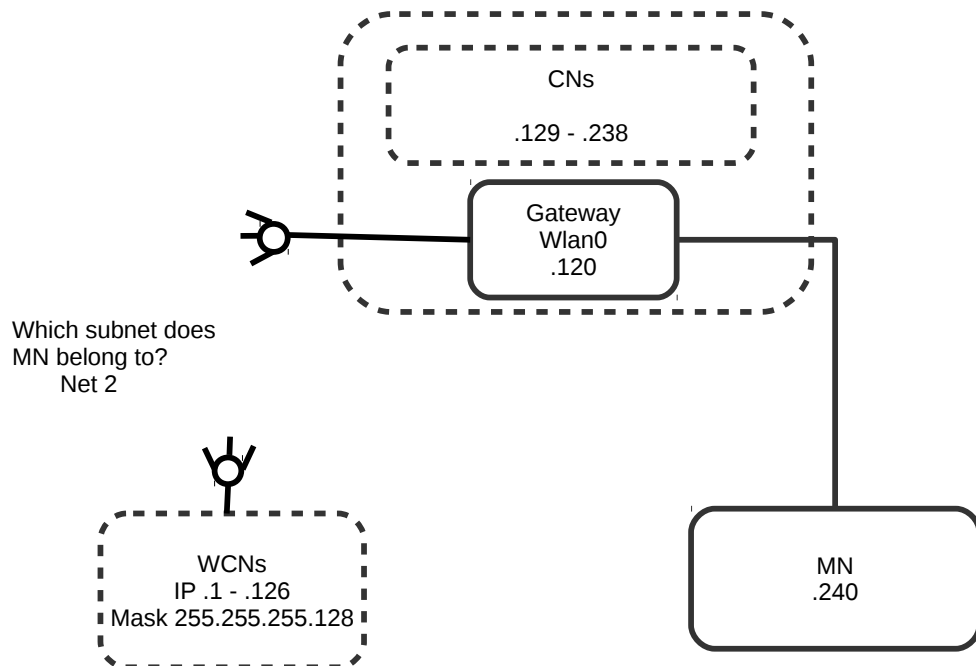 CNs
.129 - .238
Gateway
Wlan0
.120
Which subnet does
MN belong to?
Net 2
WCNs
IP .1 - .126
Mask 255.255.255.128
MN
.240